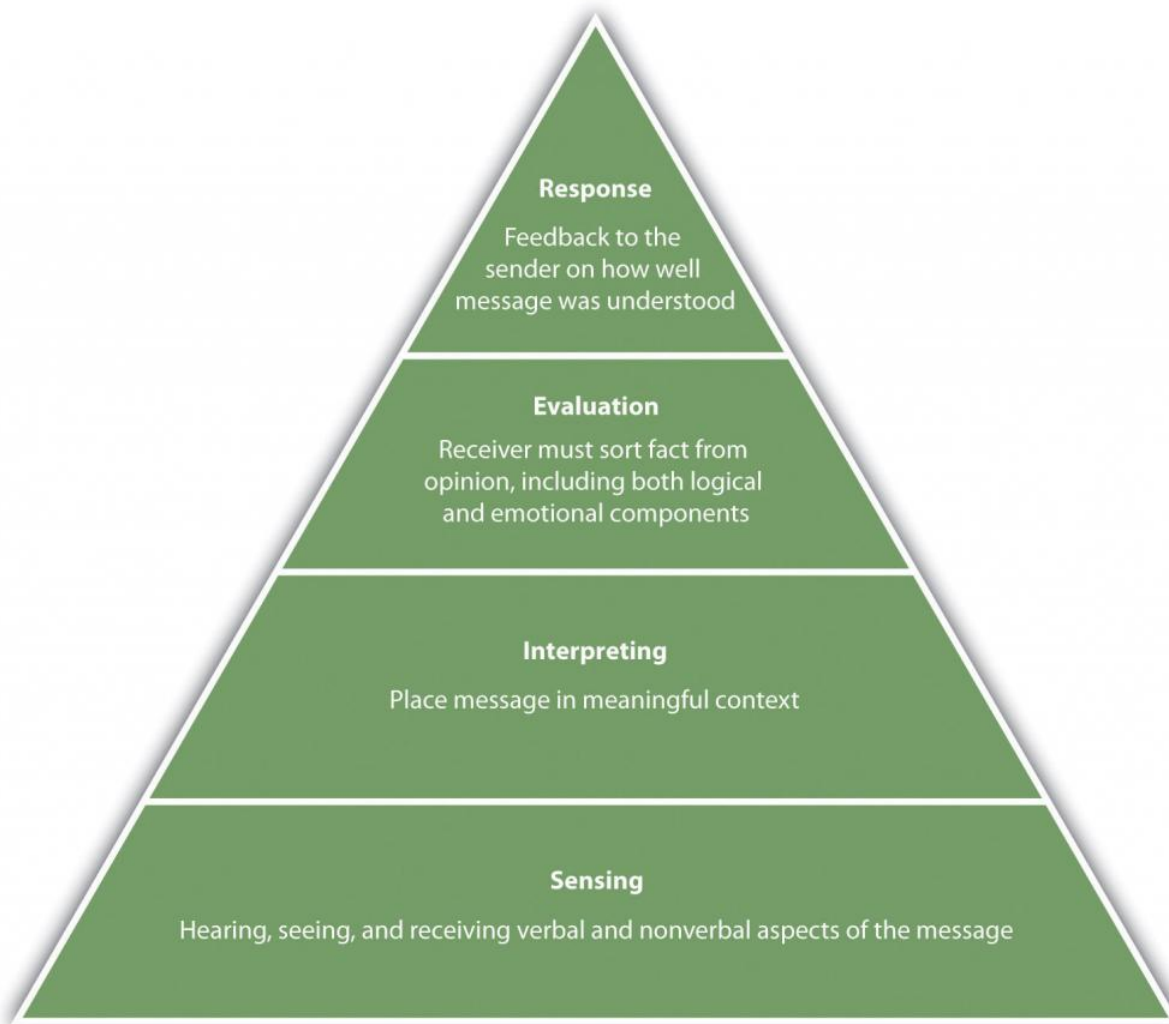 Response
Feedback to the
sender on how well
message was understood
Evaluation
Receiver must sort fact from
opinion, including both logical
and emotional components
Interpreting
Place message in meaningful context
Sensing
Hearing, seeing, and receiving verbal and nonverbal aspects of the message